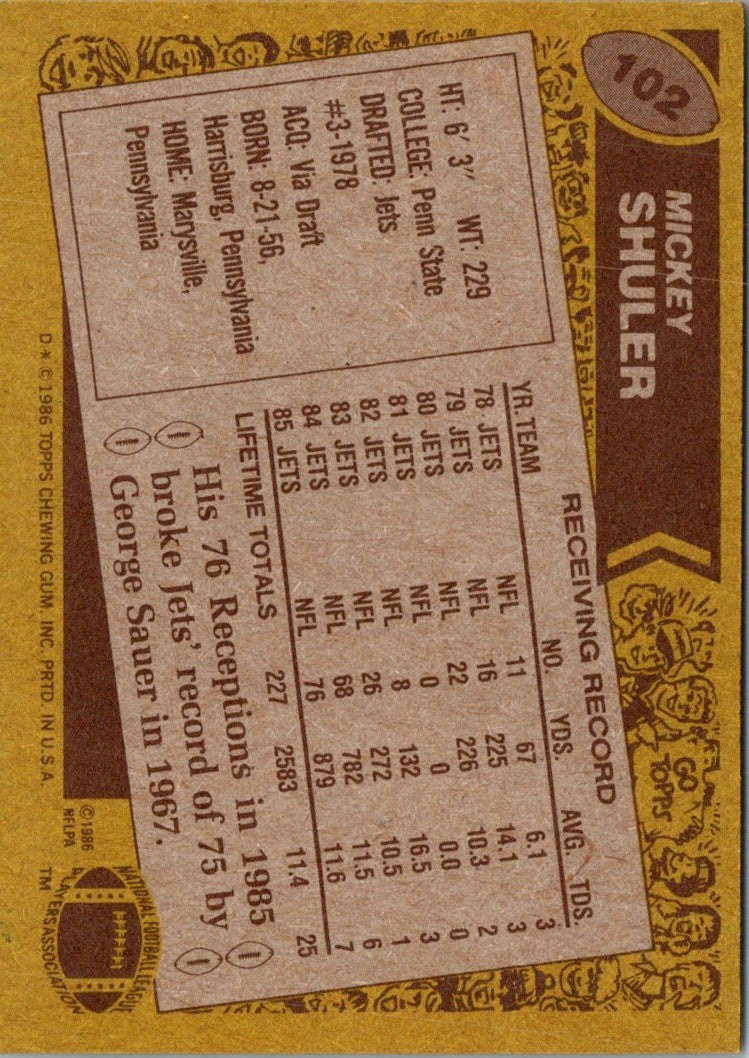 102
MICKEY
SHULER
HT: 6' 3" WT: 229
COLLEGE: Penn State
DRAFTED: Jets
#3-1978
ACQ: Via Draft
BORN: 8-21-56,
Harrisburg, Pennsylvania
HOME: Marysville,
Pennsylvania
GO
TOPPS
RECEIVING RECORD
YR. TEAM NO. YDS. AVG. TDS.
78 JETS NFL 11 67 6.1 3
79 JETS NFL 16 225 14.1 3
80 JETS NFL 22 226 10.3 2
81 JETS NFL 0 0 0.0 0
82 JETS NFL 8 132 16.5 3
83 JETS NFL 26 272 10.5 1
84 JETS NFL 68 782 11.5 6
85 JETS NFL 76 879 11.6 7
LIFETIME TOTALS 227 2583 11.4 25
His 76 Receptions in 1985
broke Jets' record of 75 by
George Sauer in 1967.
D * © 1986 TOPPS CHEWING GUM, INC. PRTD. IN U.S.A.
© 1986
NFLPA
TM
NATIONAL FOOTBALL LEAGUE
PLAYERS ASSOCIATION